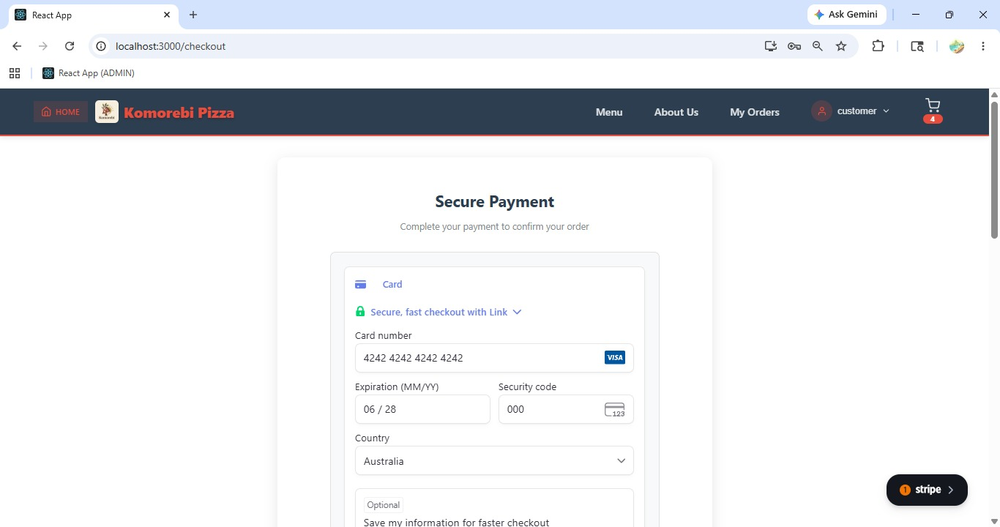 React App
Ask Gemini
localhost:3000/checkout
React App (ADMIN)
HOME
Komorebi
Komorebi Pizza
Menu
About Us
My Orders
customer
4
Secure Payment
Complete your payment to confirm your order
Card
Secure, fast checkout with Link
Card number
4242 4242 4242 4242
VISA
Expiration (MM/YY)
Security code
06 / 28
000
123
Country
Australia
1 stripe
Optional
Save my information for faster checkout